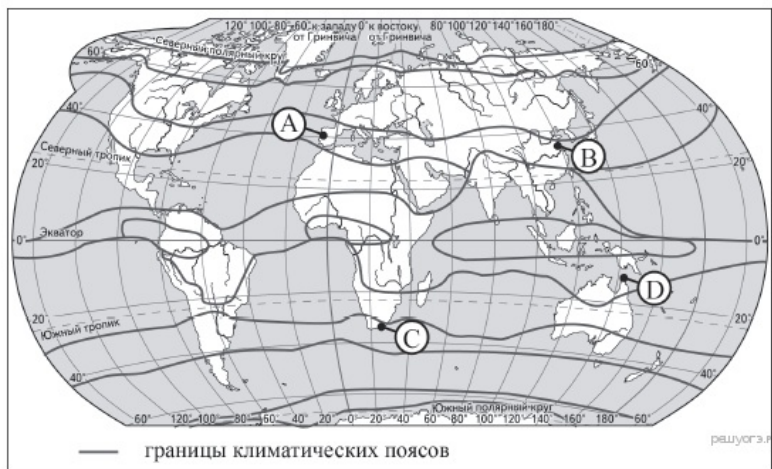 120° 100° 80° 60° к западу 0° к востоку 80° 100° 120° 140° 160° 180°
от Гринвича от Гринвича
Северный полярный круг
60° 60°
40° 40°
A
B
Северный тропик
20° 20°
Экватор
0° 0°
D
20° 20°
Южный тропик
C
40° 40°
Южный полярный круг
60° 120° 100° 80° 60° 40° 20° 0° 20° 40° 60° 80° 100° 120° 140° 160° 180° 60°
границы климатических поясов